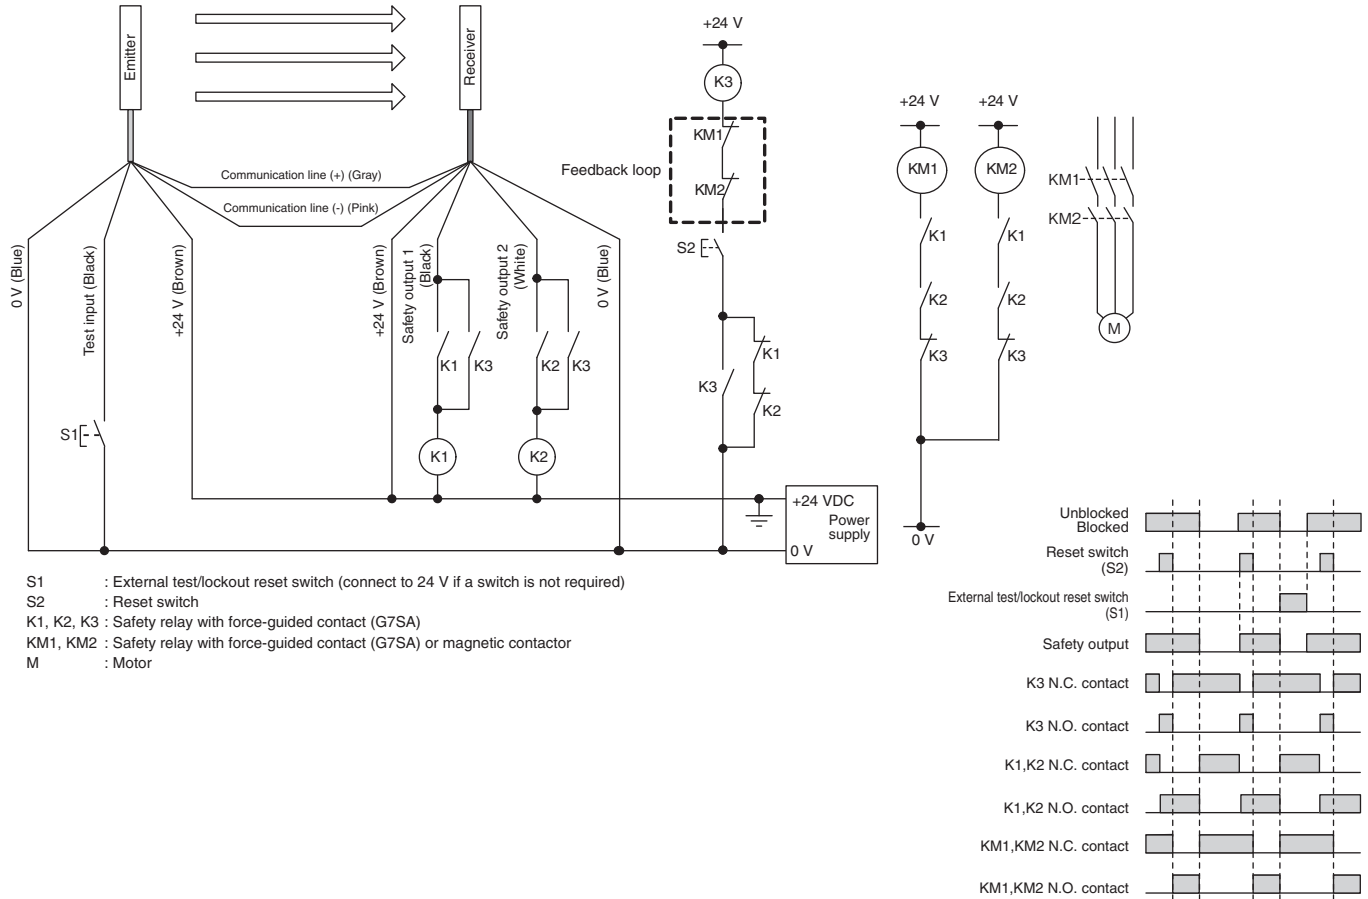 Emitter
Receiver
Communication line (+) (Gray)
Communication line (-) (Pink)
0 V (Blue)
Test input (Black)
+24 V (Brown)
+24 V (Brown)
Safety output 1
(Black)
Safety output 2
(White)
0 V (Blue)
S1
K1
K3
K2
K3
K1
K2
+24 V
K3
Feedback loop
KM1
KM2
S2
K3
K1
K2
+24 VDC
Power
supply
0 V
+24 V
+24 V
KM1
KM2
K1
K1
K2
K2
K3
K3
0 V
KM1
KM2
M
S1 : External test/lockout reset switch (connect to 24 V if a switch is not required)
S2 : Reset switch
K1, K2, K3 : Safety relay with force-guided contact (G7SA)
KM1, KM2 : Safety relay with force-guided contact (G7SA) or magnetic contactor
M : Motor
Unblocked
Blocked
Reset switch
(S2)
External test/lockout reset switch
(S1)
Safety output
K3 N.C. contact
K3 N.O. contact
K1,K2 N.C. contact
K1,K2 N.O. contact
KM1,KM2 N.C. contact
KM1,KM2 N.O. contact